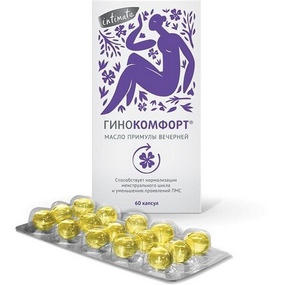 intimate
ГИНОКОМФОРТ®
МАСЛО ПРИМУЛЫ ВЕЧЕРНЕЙ
Способствует нормализации
менструального цикла
и уменьшению проявлений ПМС
60 капсул